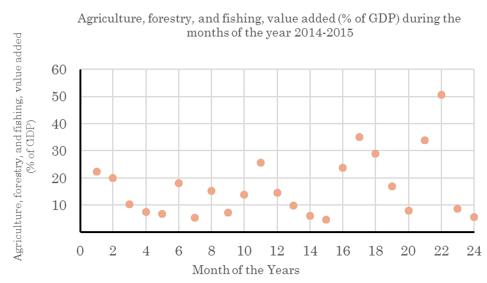 Agriculture, forestry, and fishing, value added (% of GDP) during the
months of the year 2014-2015
Agriculture, forestry, and fishing, value added
(% of GDP)
60
50
40
30
20
10
0 2 4 6 8 10 12 14 16 18 20 22 24
Month of the Years